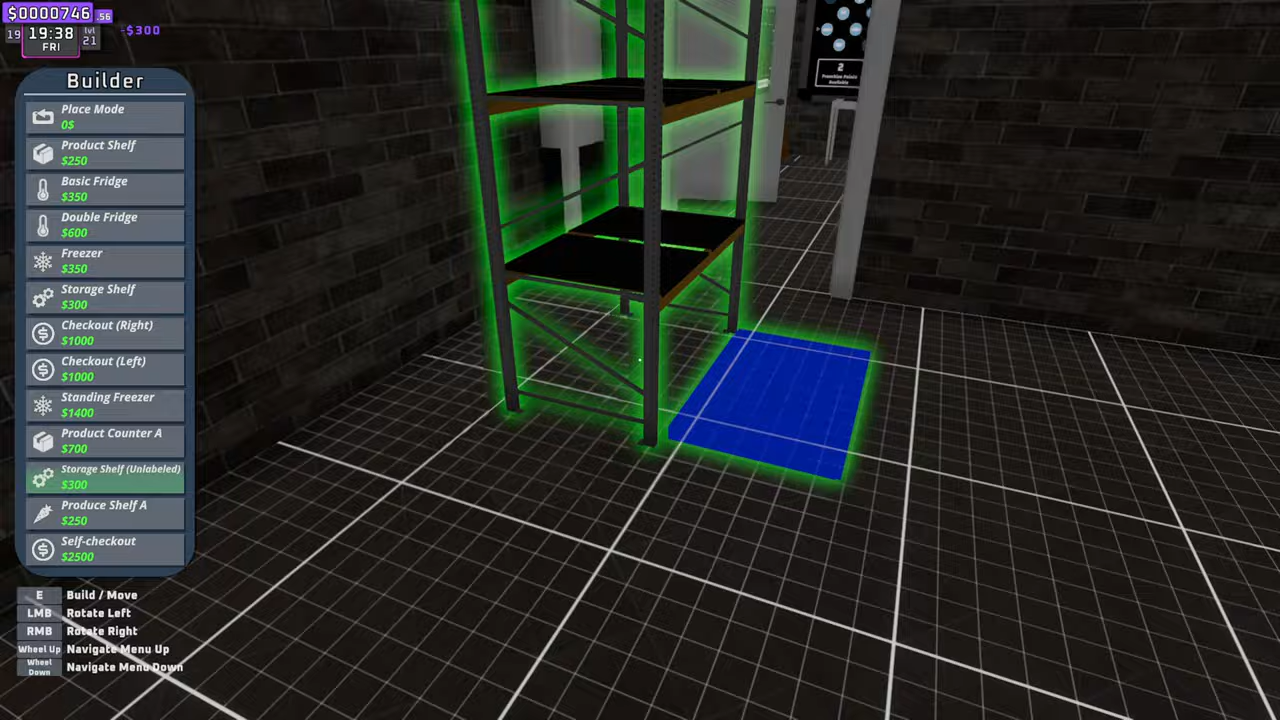 $0000746.56
-$300
19
19:38
FRI
lvl
21
2
Franchise Points
Available
Builder
Place Mode
0$
Product Shelf
$250
Basic Fridge
$350
Double Fridge
$600
Freezer
$350
Storage Shelf
$300
Checkout (Right)
$1000
Checkout (Left)
$1000
Standing Freezer
$1400
Product Counter A
$700
Storage Shelf (Unlabeled)
$300
Produce Shelf A
$250
Self-checkout
$2500
E Build / Move
LMB Rotate Left
RMB Rotate Right
Wheel Up Navigate Menu Up
Wheel Down Navigate Menu Down